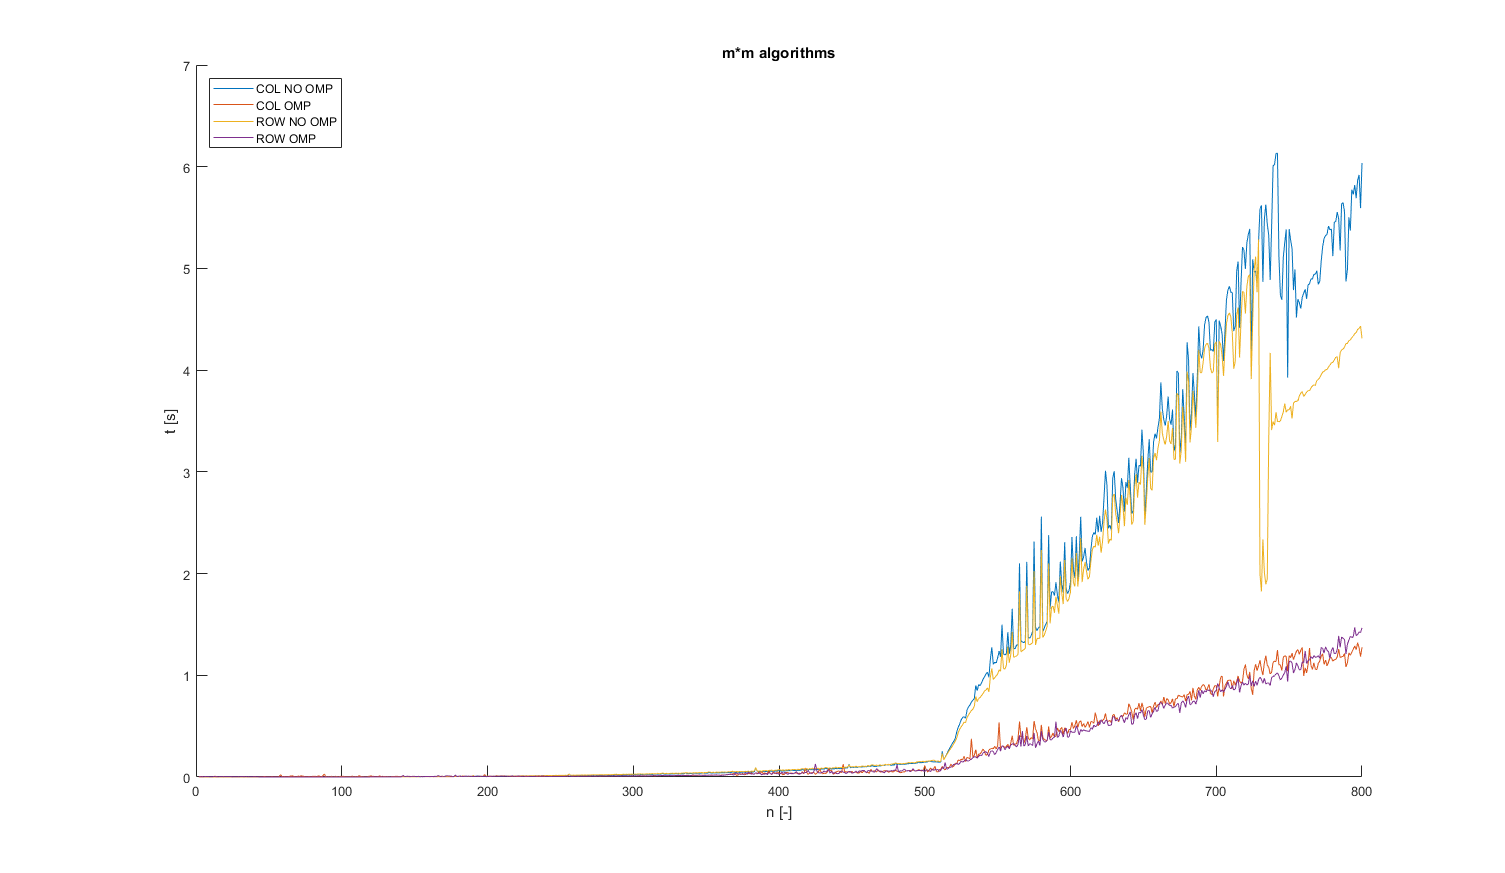 m*m algorithms
7
COL NO OMP
COL OMP
ROW NO OMP
ROW OMP
6
5
4
3
2
1
0
t [s]
0 100 200 300 400 500 600 700 800
n [-]